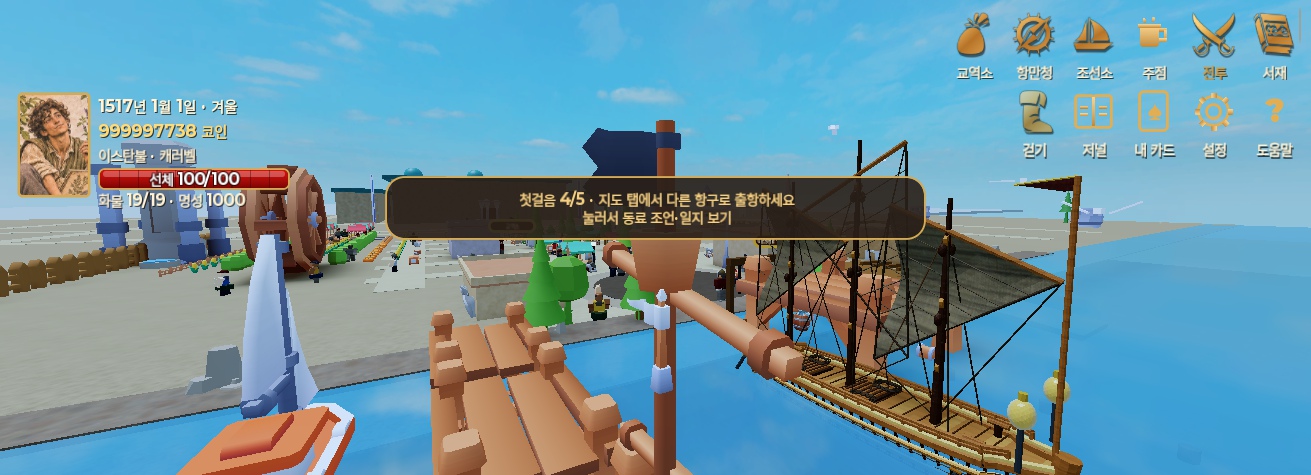 교역소 항만청 조선소 주점 전투 서재
걷기 저널 내 카드 설정 도움말
1517년 1월 1일 · 겨울
999997738 코인
이스탄불 · 캐러벨
선체 100/100
화물 19/19 · 명성 1000
첫걸음 4/5 · 지도 탭에서 다른 항구로 출항하세요
눌러서 동료 조언·일지 보기